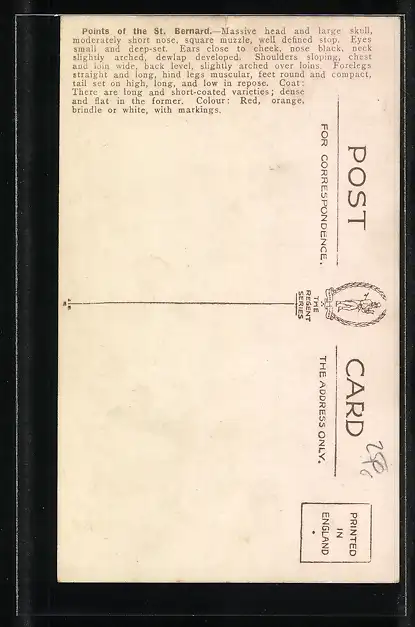 Points of the St. Bernard.—Massive head and large skull,
moderately short nose, square muzzle, well defined stop. Eyes
small and deep-set. Ears close to cheek, nose black, neck
slightly arched, dewlap developed. Shoulders sloping, chest
and loin wide, back level, slightly arched over loins. Forelegs
straight and long, hind legs muscular, feet round and compact,
tail set on high, long, and low in repose. Coat:
There are long and short-coated varieties; dense
and flat in the former. Colour: Red, orange,
brindle or white, with markings.
POST CARD
FOR CORRESPONDENCE.
THE ADDRESS ONLY.
THE
REGENT
SERIES
PRINTED
IN
ENGLAND